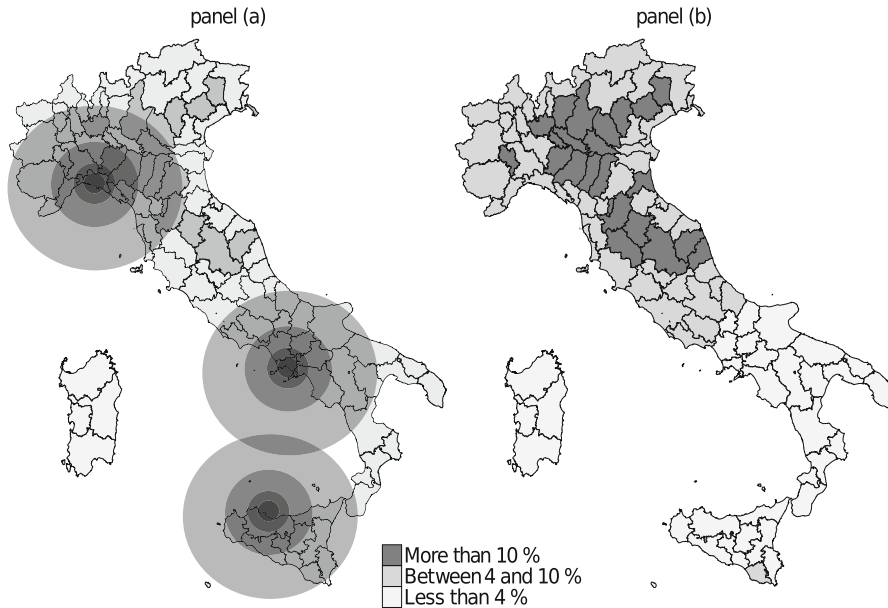 panel (a)
panel (b)
More than 10 %
Between 4 and 10 %
Less than 4 %